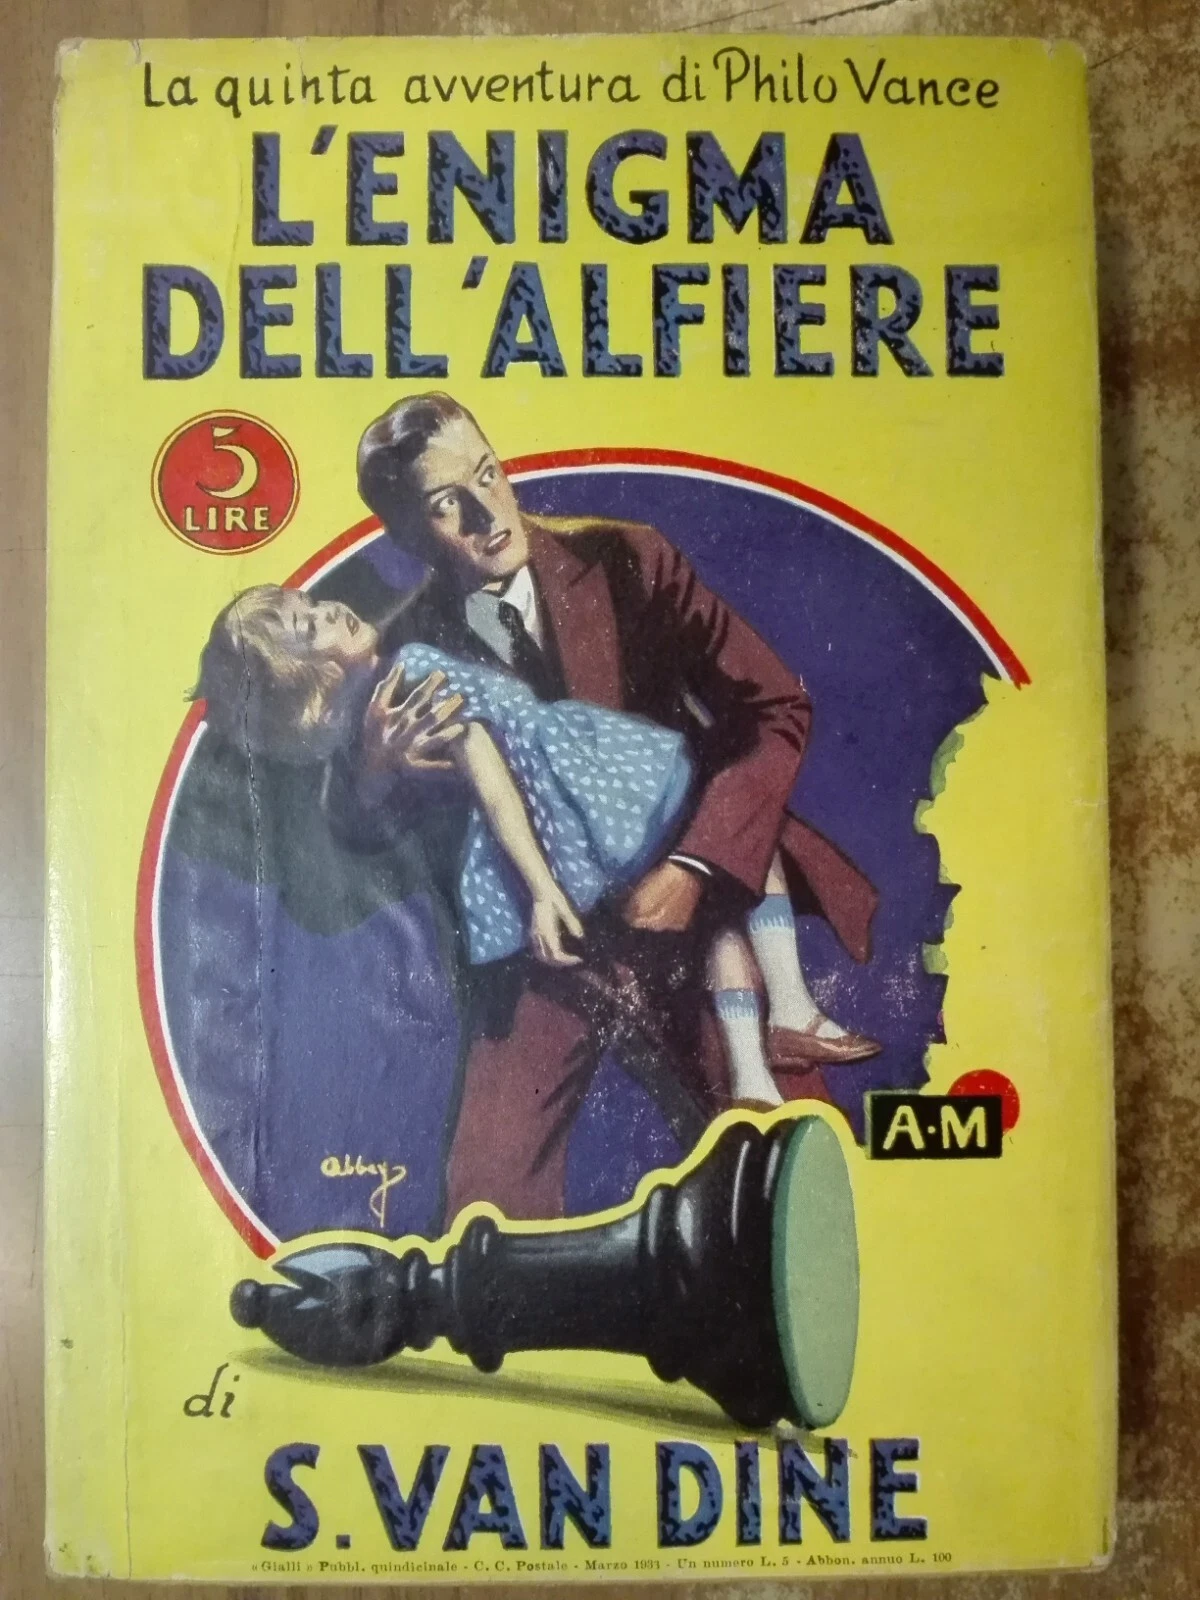 La quinta avventura di Philo Vance
L'ENIGMA
DELL'ALFIERE
5
LIRE
A·M
abbey
di
S. VAN DINE
«Gialli» Pubbl. quindicinale - C. C. Postale - Marzo 1931 - Un numero L. 5 - Abbon. annuo L. 100